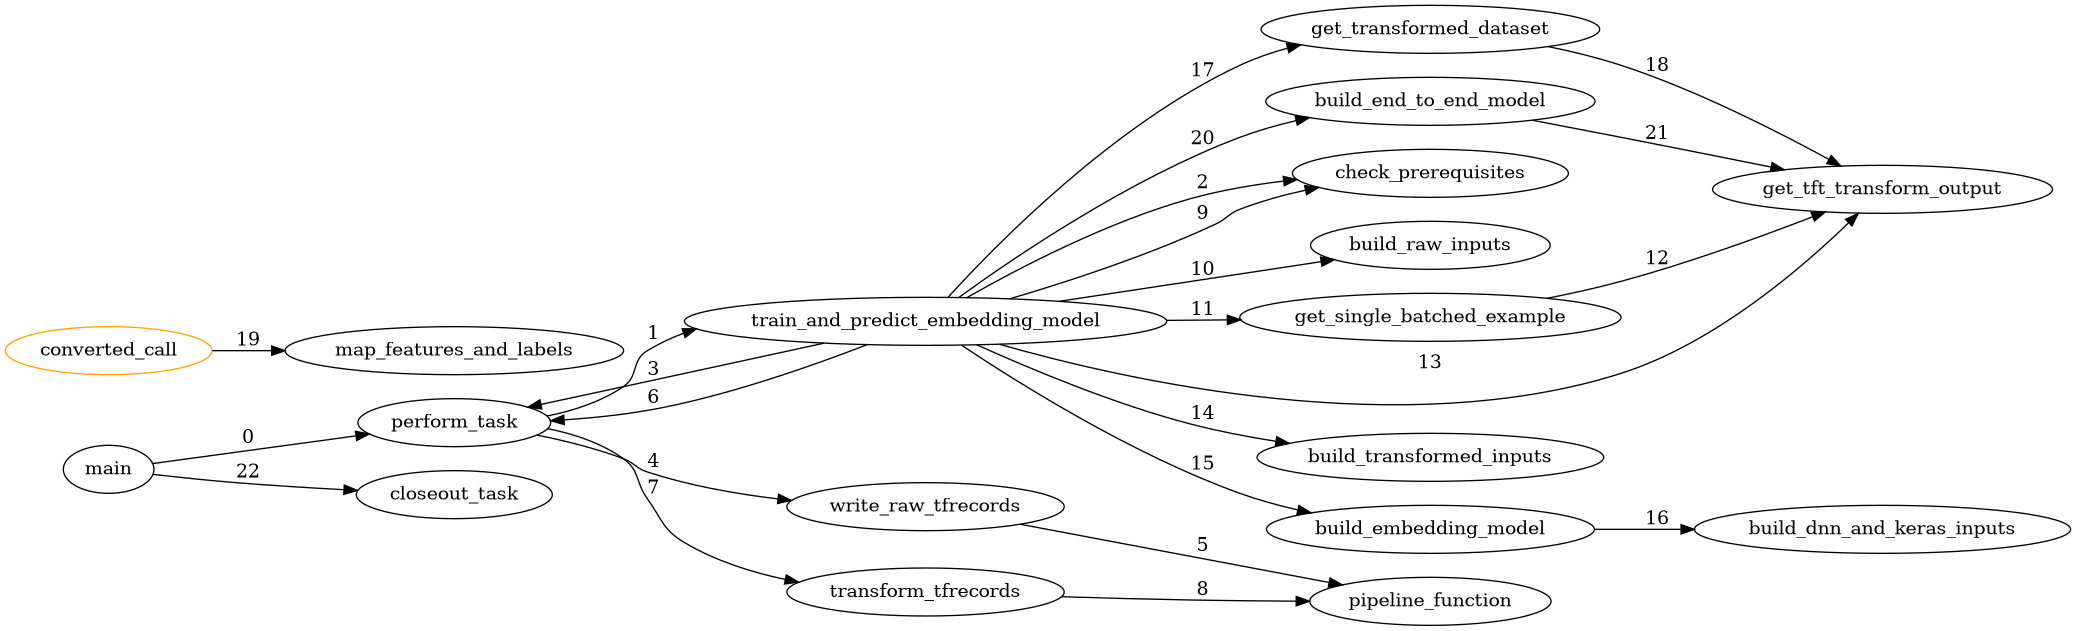 get_transformed_dataset
17
18
build_end_to_end_model
20
21
check_prerequisites
2
get_tft_transform_output
9
build_raw_inputs
10
12
11
get_single_batched_example
train_and_predict_embedding_model
converted_call
19
map_features_and_labels
1
3
13
6
perform_task
0
14
main
22
4
7
closeout_task
15
build_transformed_inputs
write_raw_tfrecords
build_embedding_model
16
build_dnn_and_keras_inputs
5
transform_tfrecords
8
pipeline_function